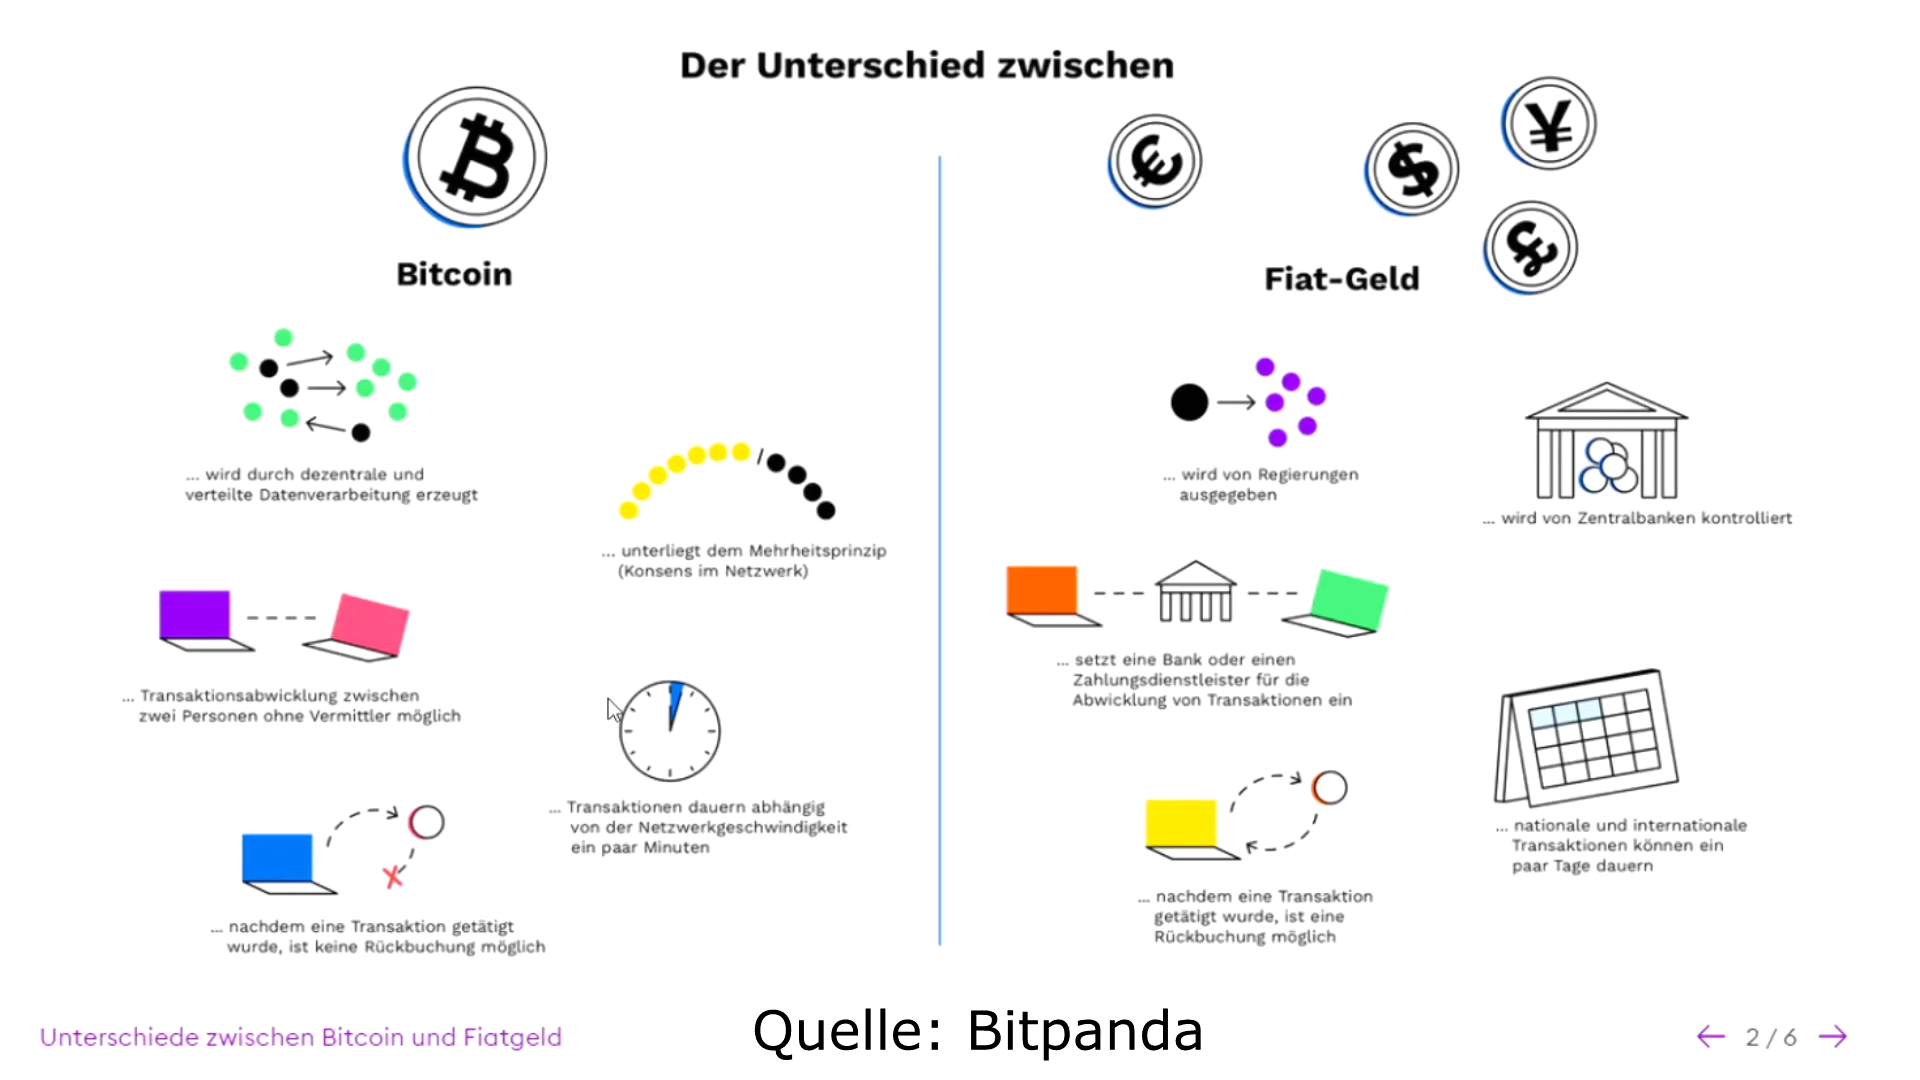 Der Unterschied zwischen
Bitcoin
... wird durch dezentrale und
verteilte Datenverarbeitung erzeugt
... unterliegt dem Mehrheitsprinzip
(Konsens im Netzwerk)
... Transaktionsabwicklung zwischen
zwei Personen ohne Vermittler möglich
... Transaktionen dauern abhängig
von der Netzwerkgeschwindigkeit
ein paar Minuten
... nachdem eine Transaktion getätigt
wurde, ist keine Rückbuchung möglich
€
$
¥
£
Fiat-Geld
... wird von Regierungen
ausgegeben
... wird von Zentralbanken kontrolliert
... setzt eine Bank oder einen
Zahlungsdienstleister für die
Abwicklung von Transaktionen ein
... nationale und internationale
Transaktionen können ein
paar Tage dauern
... nachdem eine Transaktion
getätigt wurde, ist eine
Rückbuchung möglich
Unterschiede zwischen Bitcoin und Fiatgeld
Quelle: Bitpanda
← 2 / 6 →